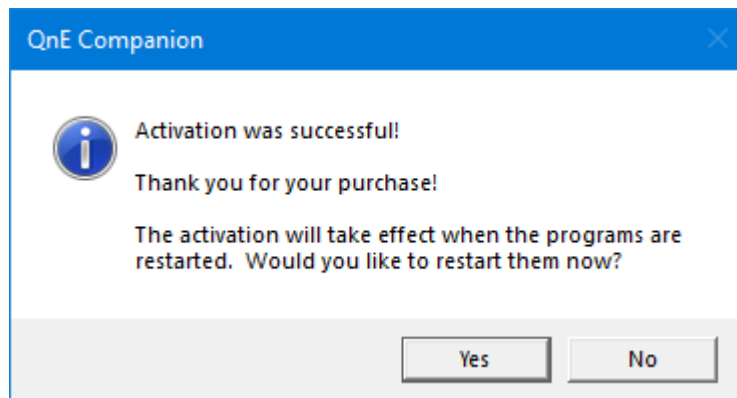 QnE Companion
Activation was successful!
Thank you for your purchase!
The activation will take effect when the programs are
restarted.  Would you like to restart them now?
Yes
No